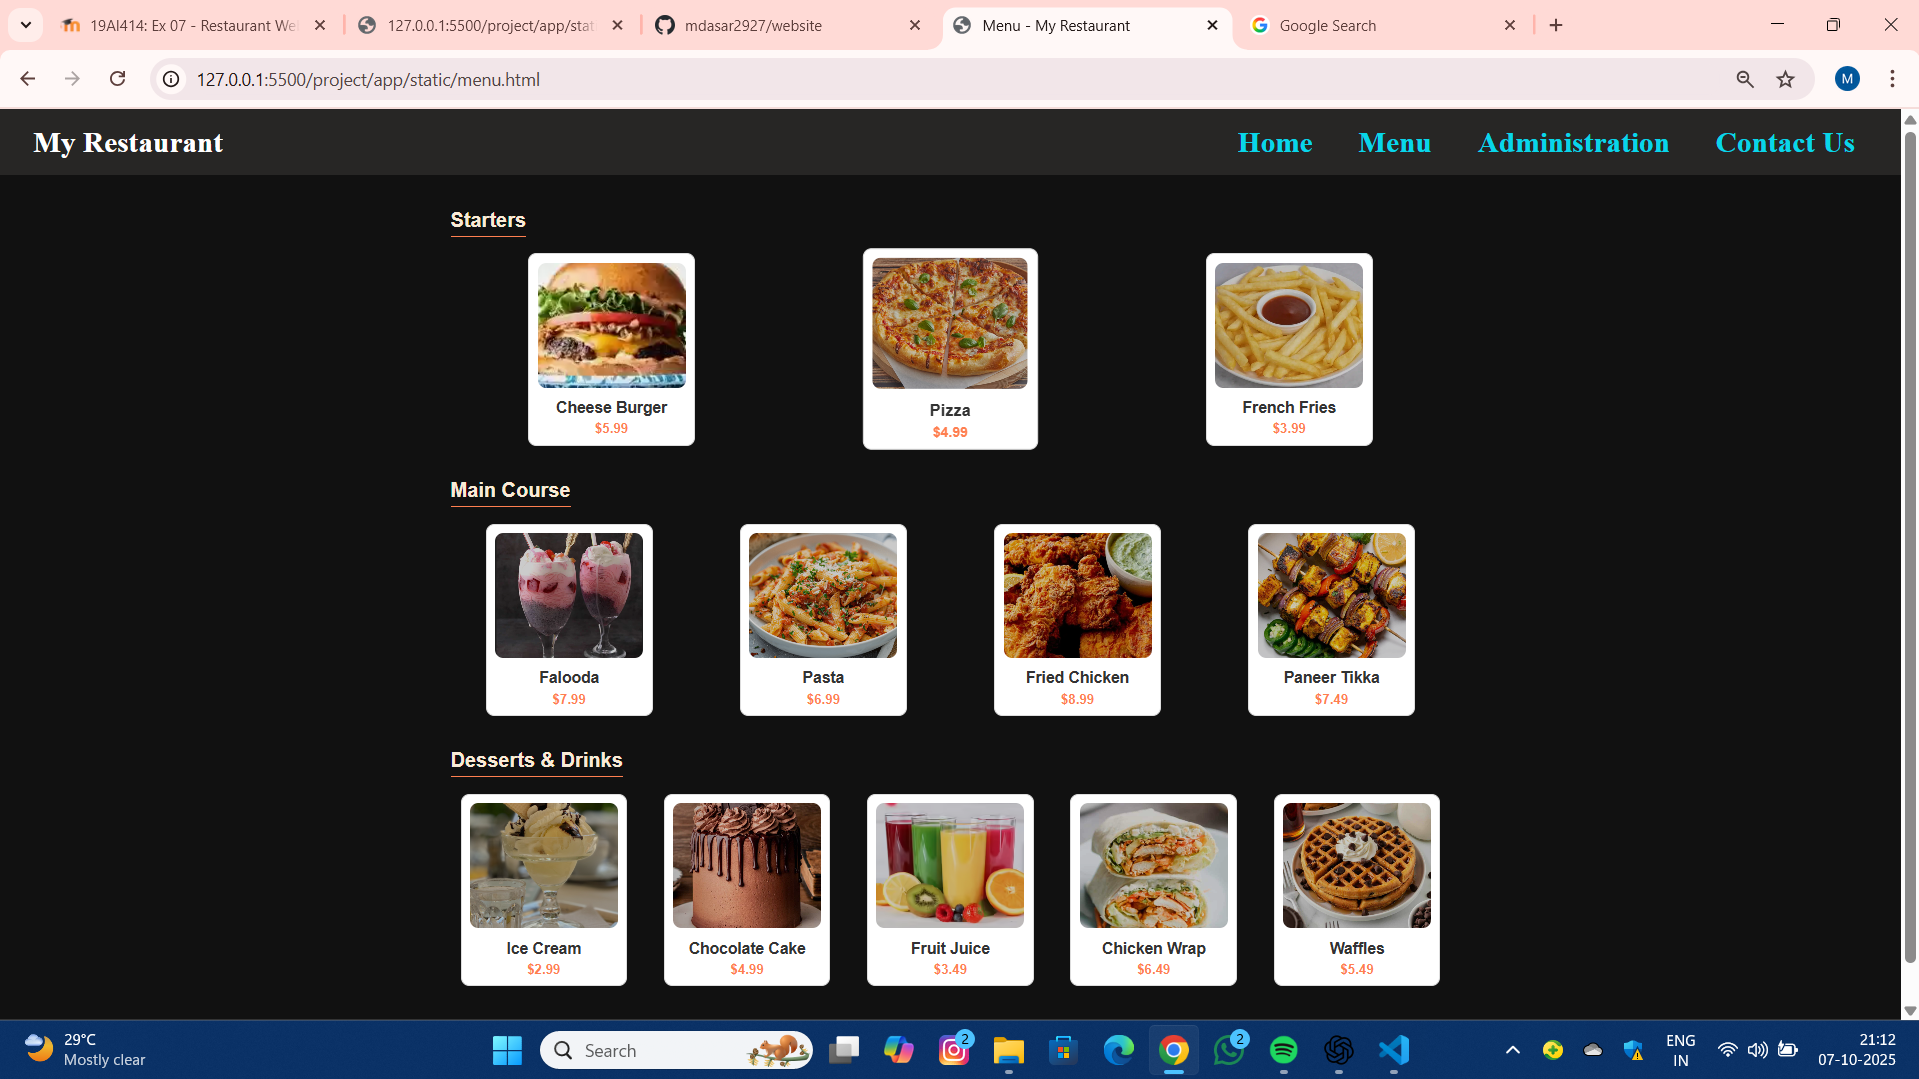 19AI414: Ex 07 - Restaurant We
127.0.0.1:5500/project/app/stat
mdasar2927/website
Menu - My Restaurant
Google Search
127.0.0.1:5500/project/app/static/menu.html
M
My Restaurant
Home Menu Administration Contact Us
Starters
Cheese Burger
$5.99
Pizza
$4.99
French Fries
$3.99
Main Course
Falooda
$7.99
Pasta
$6.99
Fried Chicken
$8.99
Paneer Tikka
$7.49
Desserts & Drinks
Ice Cream
$2.99
Chocolate Cake
$4.99
Fruit Juice
$3.49
Chicken Wrap
$6.49
Waffles
$5.49
29°C
Mostly clear
Search
2
2
ENG
IN
21:12
07-10-2025